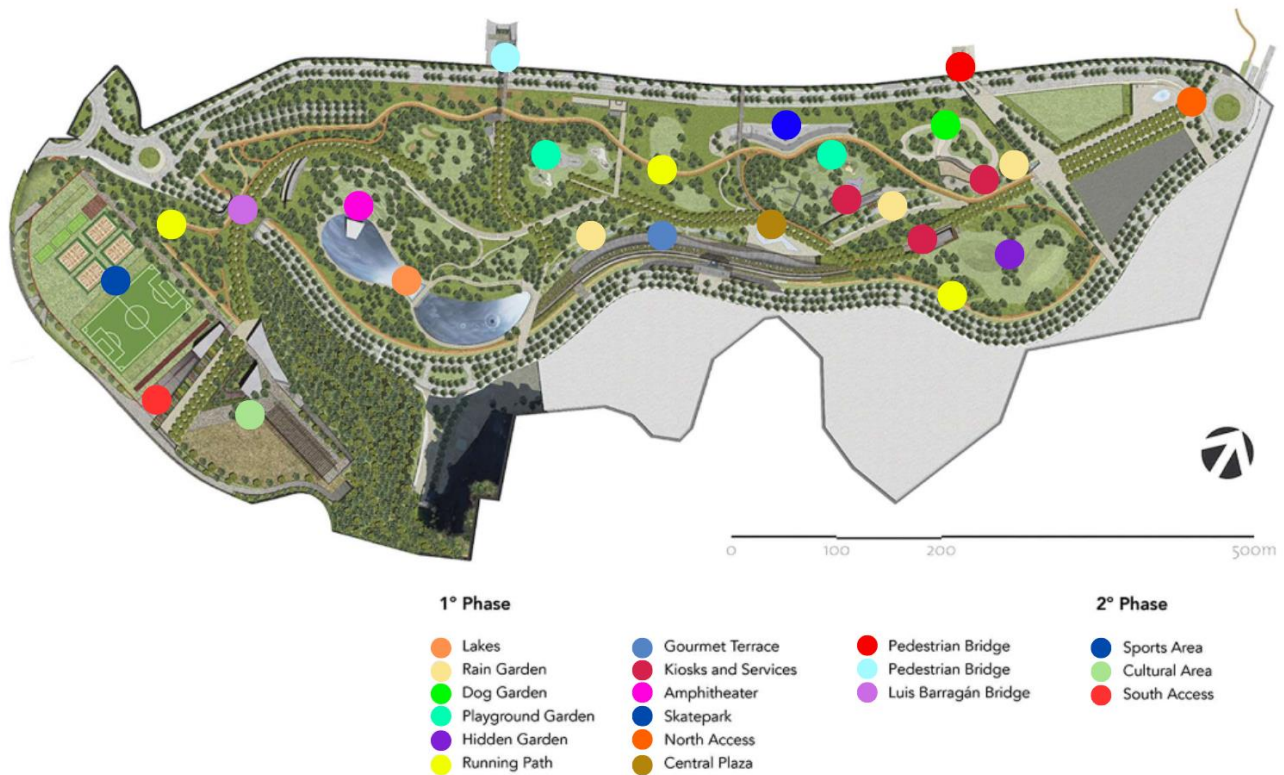 0 100 200 500m
1° Phase
Lakes
Rain Garden
Dog Garden
Playground Garden
Hidden Garden
Running Path
Gourmet Terrace
Kiosks and Services
Amphitheater
Skatepark
North Access
Central Plaza
Pedestrian Bridge
Pedestrian Bridge
Luis Barragán Bridge
2° Phase
Sports Area
Cultural Area
South Access